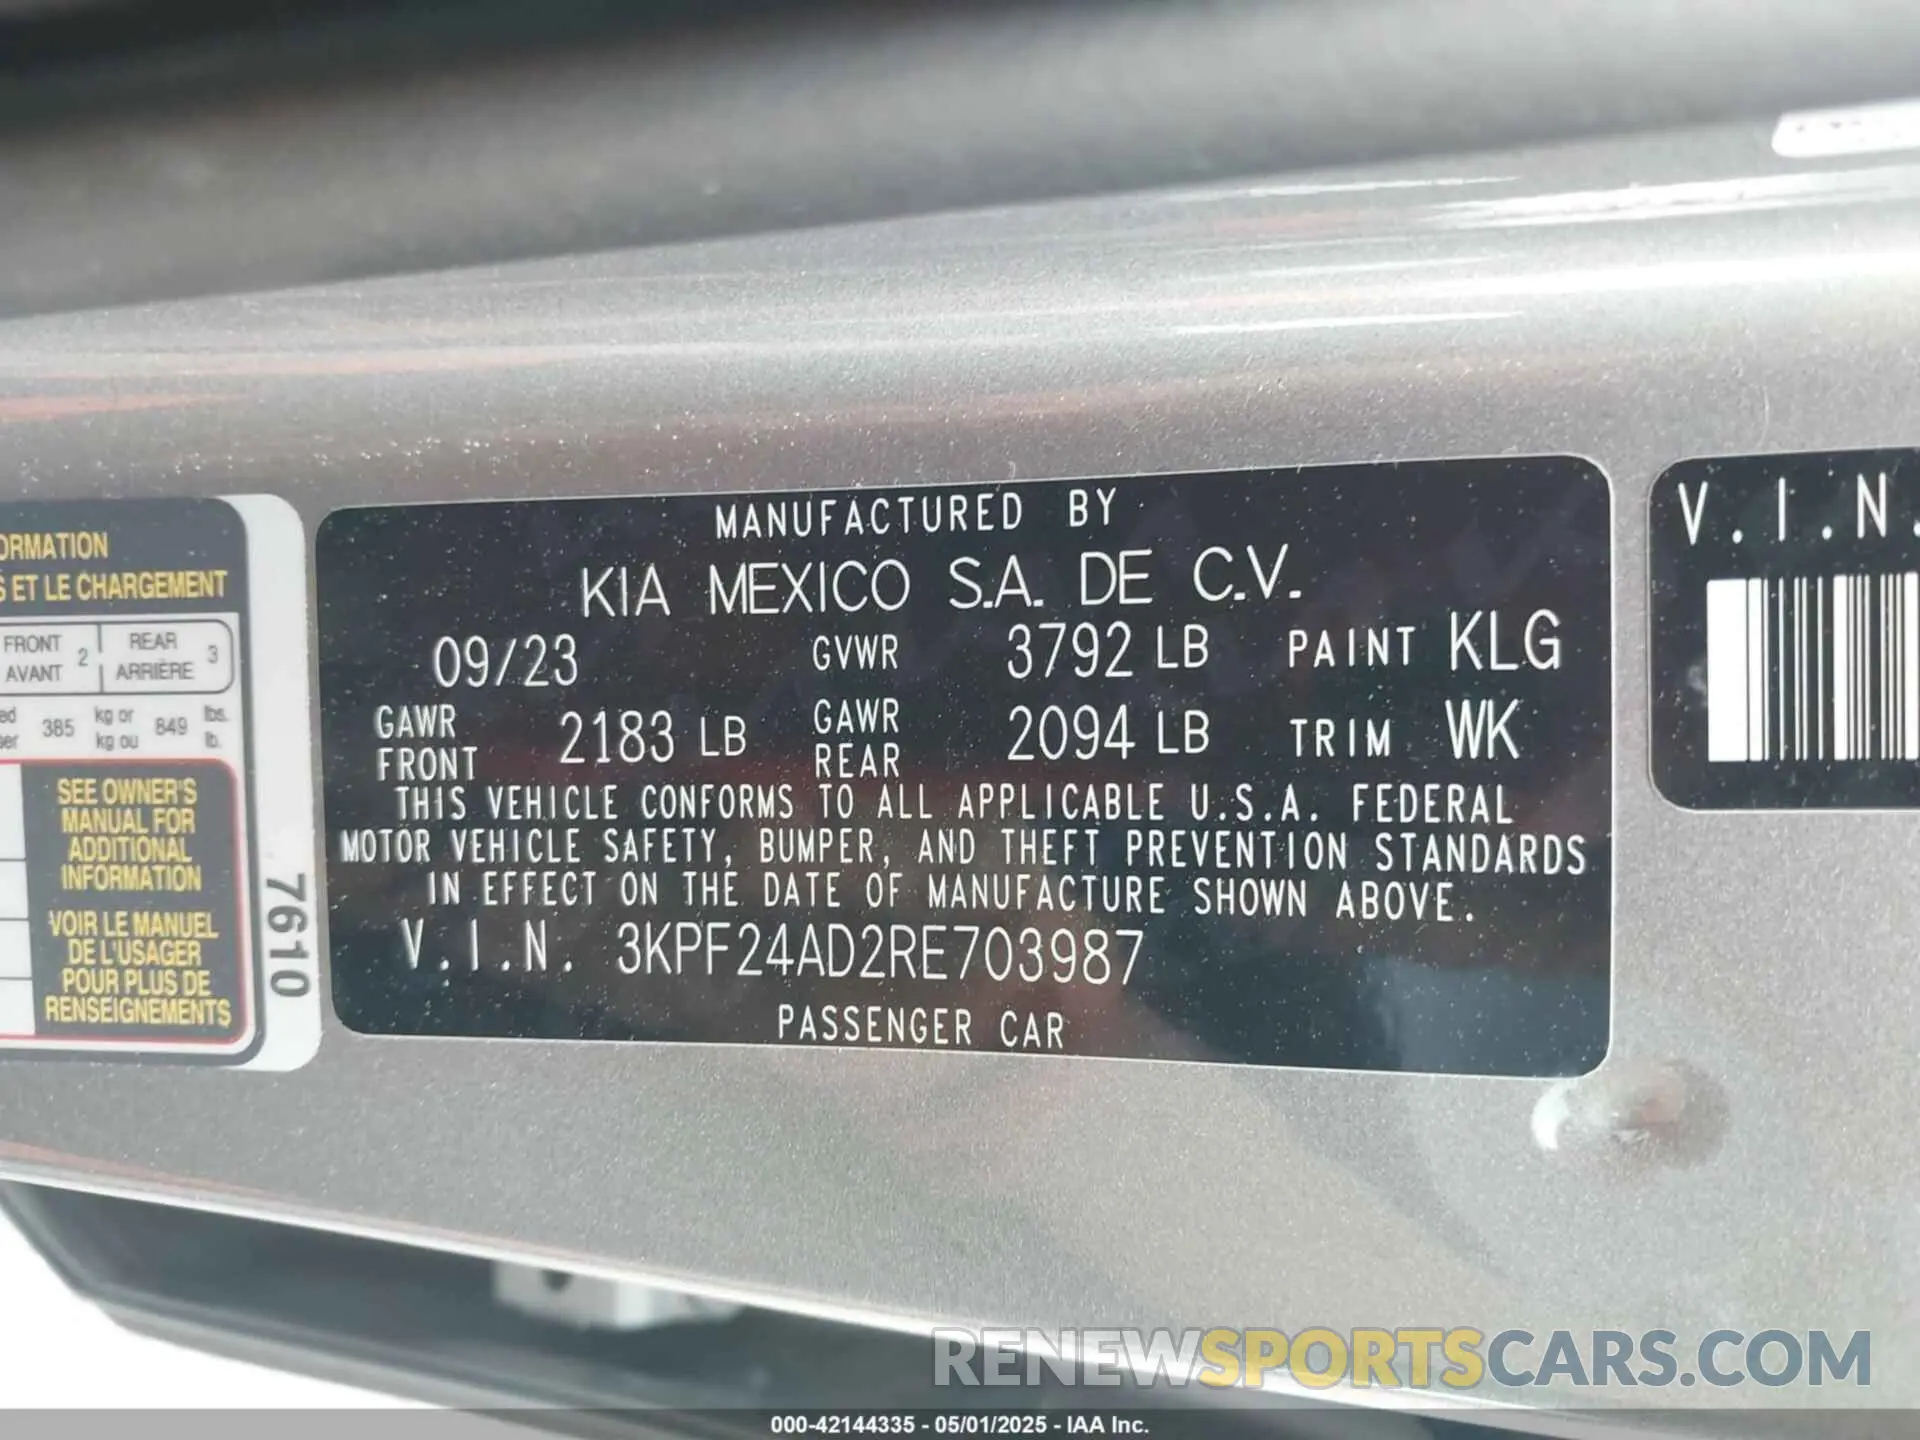 MANUFACTURED BY
KIA MEXICO S.A. DE C.V.
09/23 GVWR 3792 LB PAINT KLG
GAWR FRONT 2183 LB GAWR REAR 2094 LB TRIM WK
THIS VEHICLE CONFORMS TO ALL APPLICABLE U.S.A. FEDERAL
MOTOR VEHICLE SAFETY, BUMPER, AND THEFT PREVENTION STANDARDS
IN EFFECT ON THE DATE OF MANUFACTURE SHOWN ABOVE.
V.I.N. 3KPF24AD2RE703987
PASSENGER CAR
ORMATION
S ET LE CHARGEMENT
FRONT
AVANT
2
REAR
ARRIÈRE
3
385
kg or
kg ou
849
lbs.
lb.
SEE OWNER'S
MANUAL FOR
ADDITIONAL
INFORMATION
VOIR LE MANUEL
DE L'USAGER
POUR PLUS DE
RENSEIGNEMENTS
7610
V.I.N.
RENEWSPORTSCARS.COM
000-42144335 - 05/01/2025 - IAA Inc.